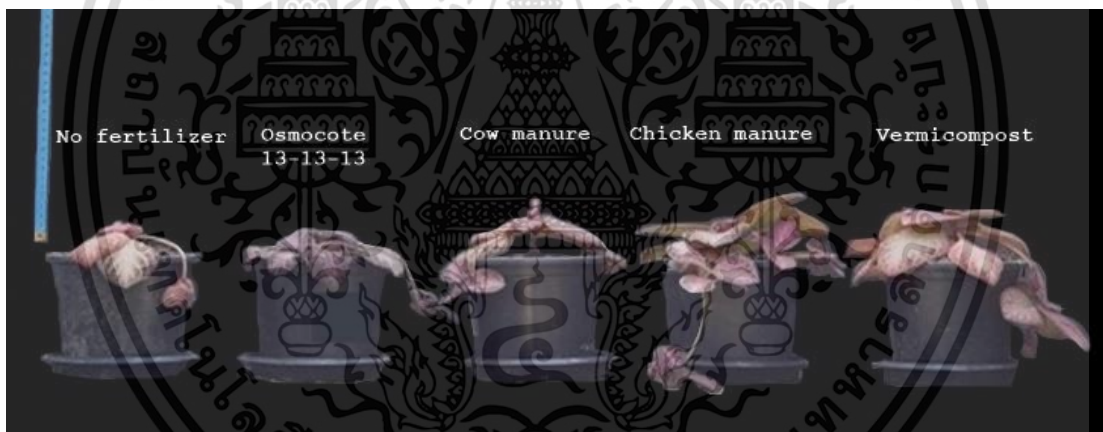 No fertilizer
Osmocote
13-13-13
Cow manure
Chicken manure
Vermicompost